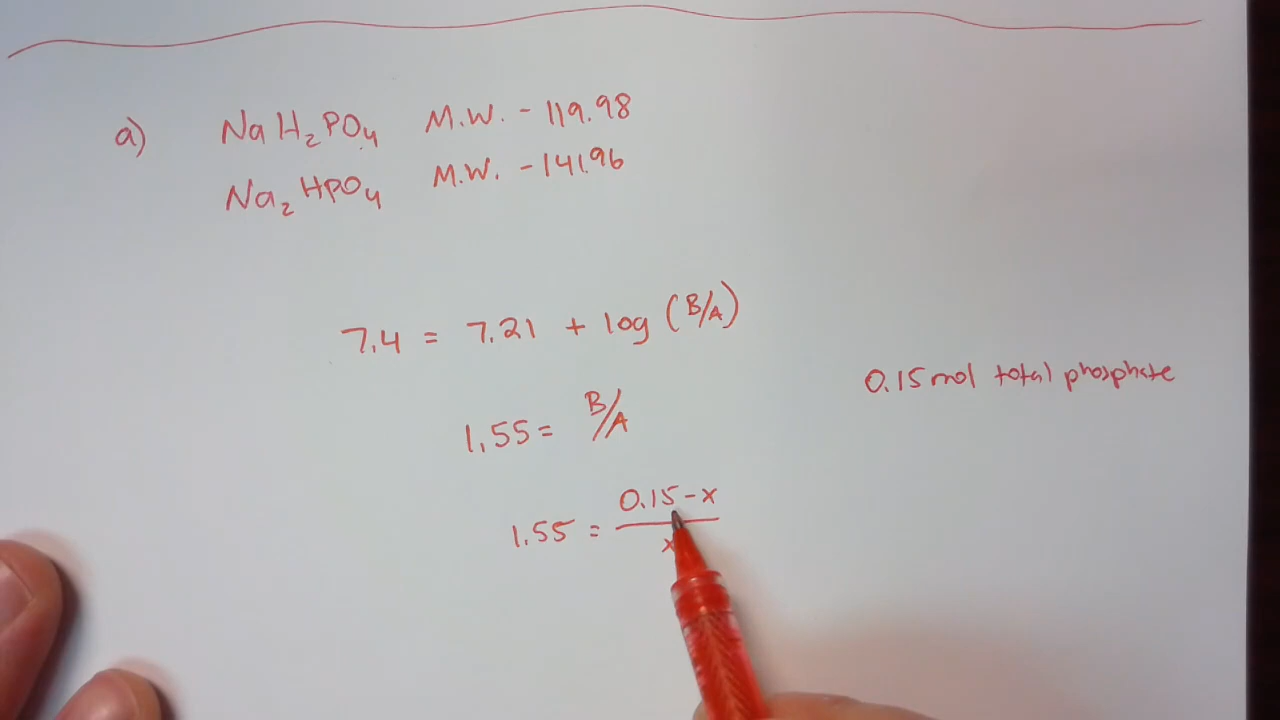 a) NaH₂PO₄ M.W. - 119.98
Na₂HPO₄ M.W. - 141.96
7.4 = 7.21 + log (B/A)
0.15 mol total phosphate
1.55 = B/A
1.55 = 0.15-x / x